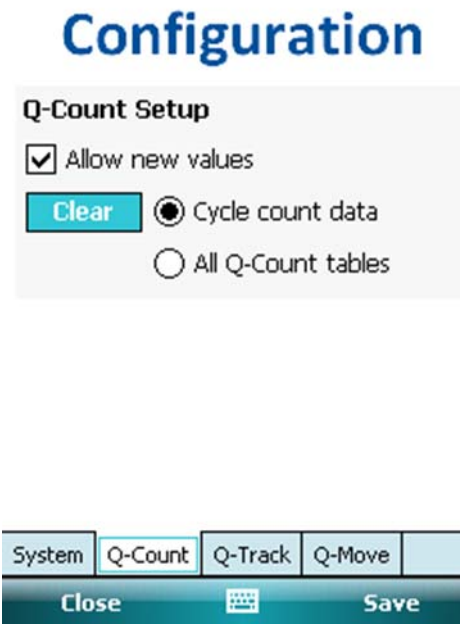 Configuration
Q-Count Setup
Allow new values
Clear Cycle count data
All Q-Count tables
System Q-Count Q-Track Q-Move
Close Save